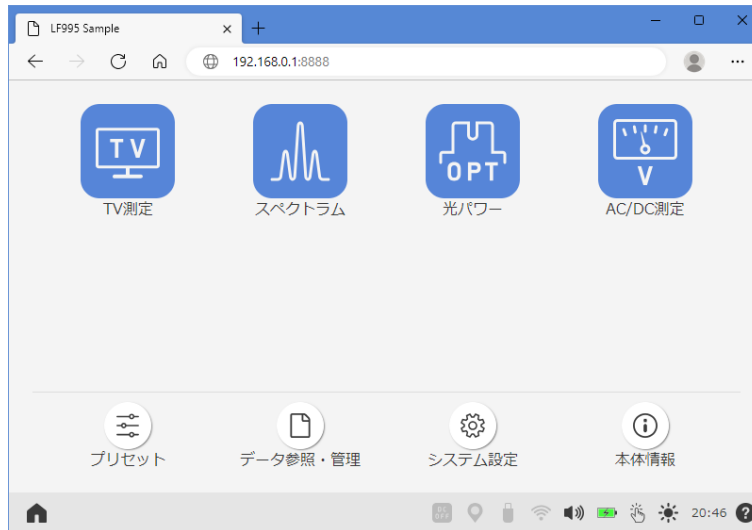 LF995 Sample
192.168.0.1:8888
TV
OPT
V
TV測定
スペクトラム
光パワー
AC/DC測定
プリセット
データ参照・管理
システム設定
本体情報
DC OFF
20:46